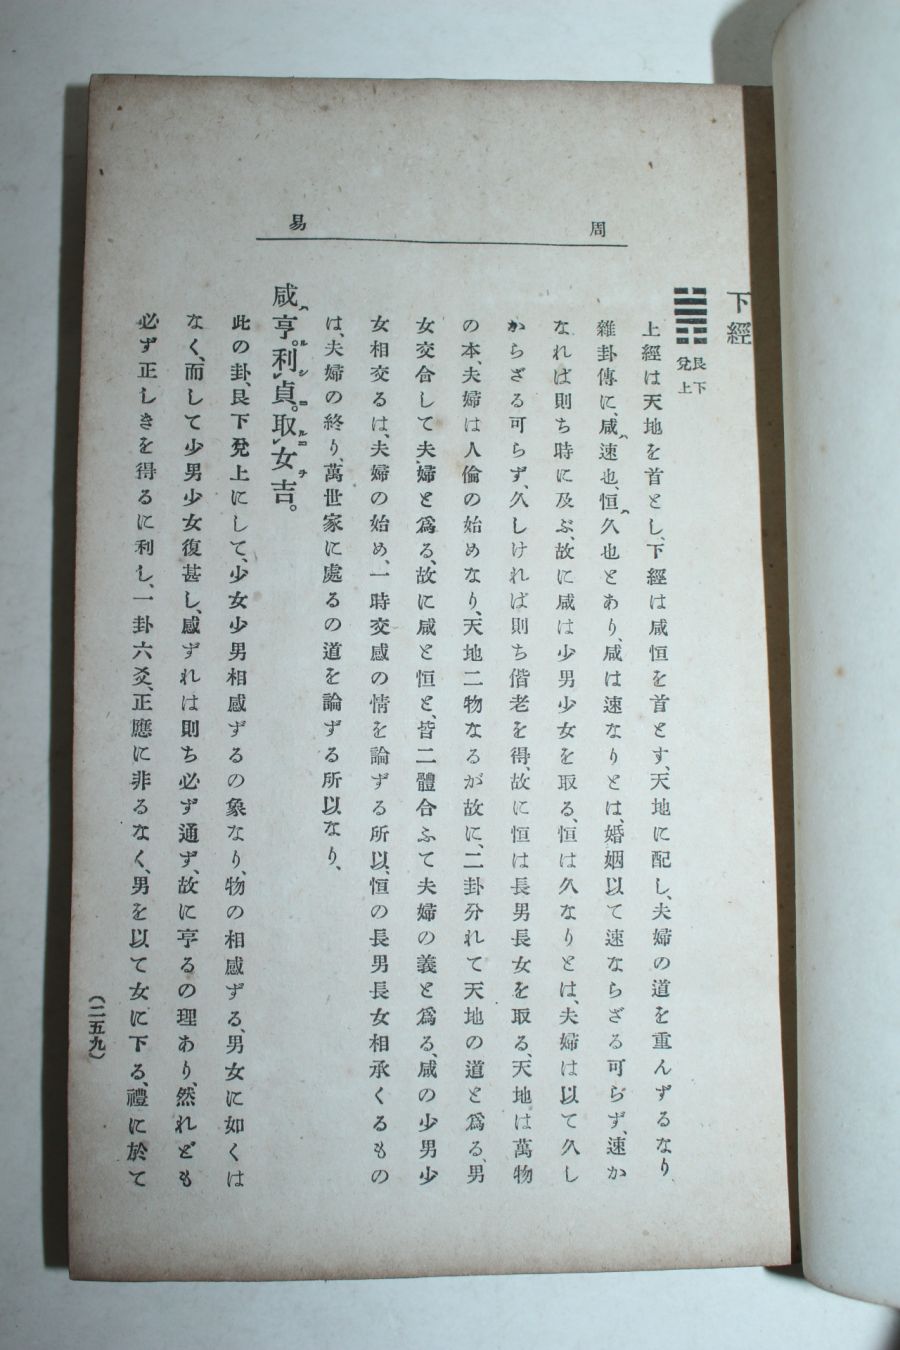 周易
下經
艮下
兌上
上經は天地を首とし、下經は咸恒を首とす、天地に配し、夫婦の道を重んずるなり
雜卦傳に、咸ハ速也、恒ハ久也とあり、咸は速なりとは、婚姻以て速ならざる可らず、速か
なれば則ち時に及ぶ、故に咸は少男少女を取る、恒は久なりとは、夫婦は以て久し
からざる可らず、久しければ則ち偕老を得、故に恒は長男長女を取る、天地は萬物
の本、夫婦は人倫の始めなり、天地二物なるが故に、二卦分れて天地の道と爲る、男
女交合して夫婦と爲る、故に咸と恒と、皆二體合ふて夫婦の義と爲る、咸の少男少
女相交るは、夫婦の始め、一時交感の情を論ずる所以、恒の長男長女相承くるもの
は、夫婦の終り、萬世家に處るの道を論ずる所以なり、
咸ハ亨ル。利シ貞ニ。取ルコ女チ吉。
此の卦、艮下兌上にして、少女少男相感ずるの象なり、物の相感ずる、男女に如くは
なく、而して少男少女復甚し、感ずれは則ち必ず通ず、故に亨るの理あり、然れども
必ず正しきを得るに利し、一卦六爻、正應に非るなく、男を以て女に下る、禮に於て
(二五九)